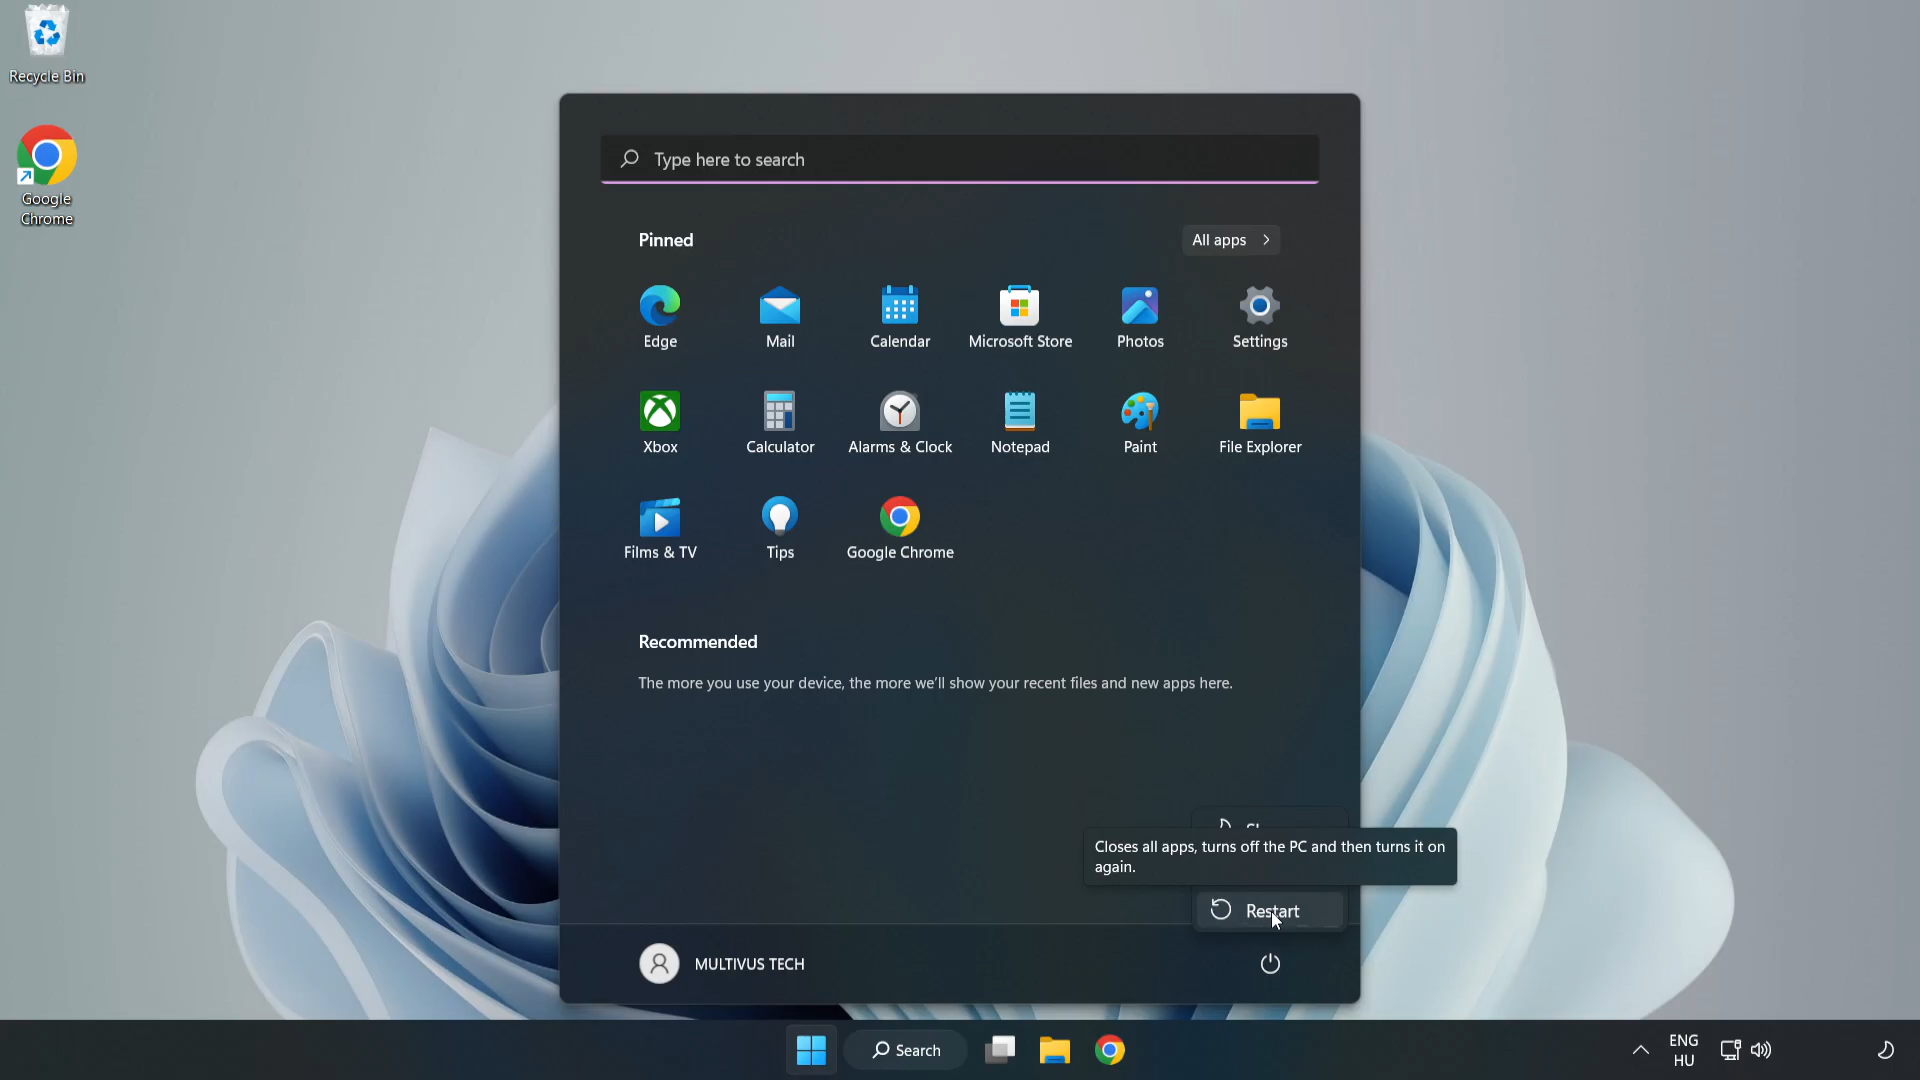 Recycle Bin
Google
Chrome
Type here to search
Pinned
All apps
Edge
Mail
Calendar
Microsoft Store
Photos
Settings
Xbox
Calculator
Alarms & Clock
Notepad
Paint
File Explorer
Films & TV
Tips
Google Chrome
Recommended
The more you use your device, the more we'll show your recent files and new apps here.
Closes all apps, turns off the PC and then turns it on
again.
Restart
MULTIVUS TECH
Search
ENG
HU